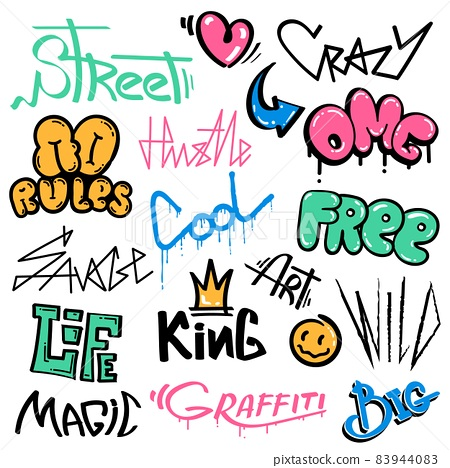 STREET
CRAZY
OMG
NO
RULES
Hustle
Cool
FREE
SAVAGE
ART
LIFE
KING
WILD
MAGIC
"GRAFFITI
BIG
83944083